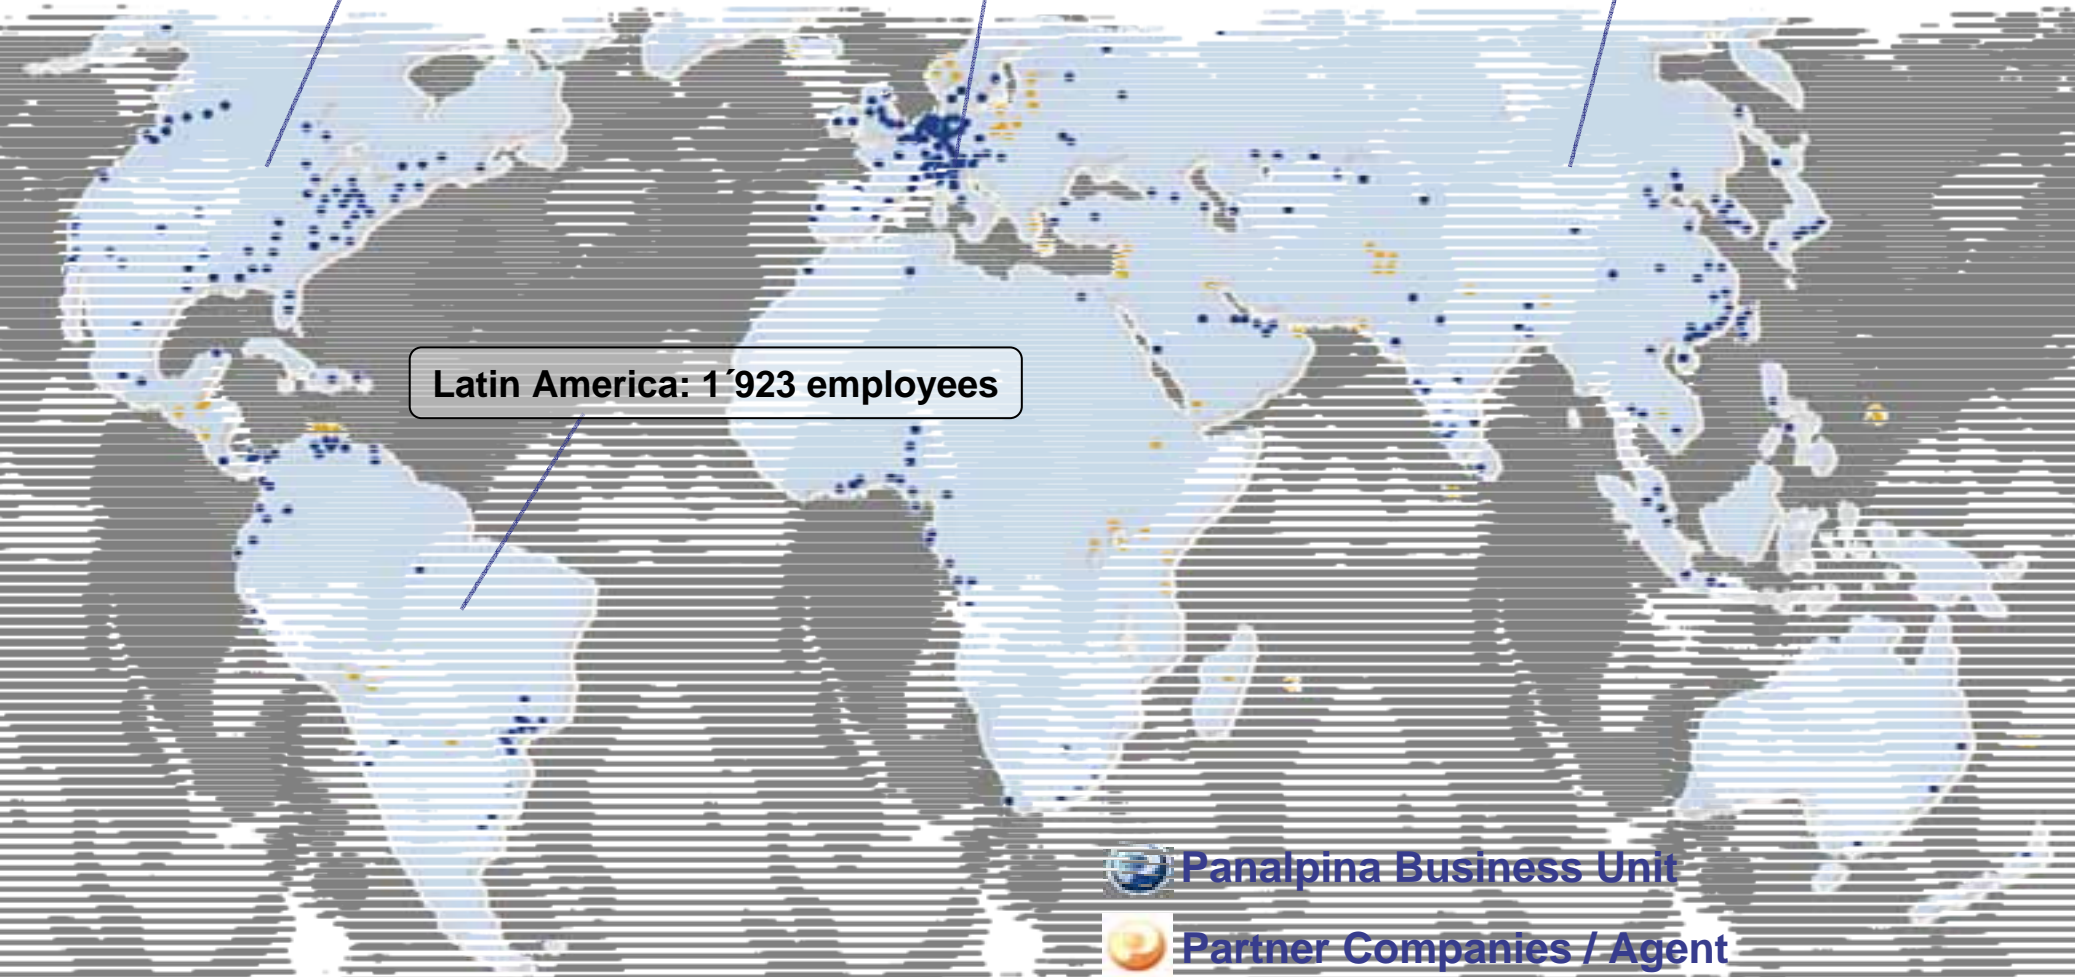 Latin America: 1´923 employees
Panalpina Business Unit
Partner Companies / Agent